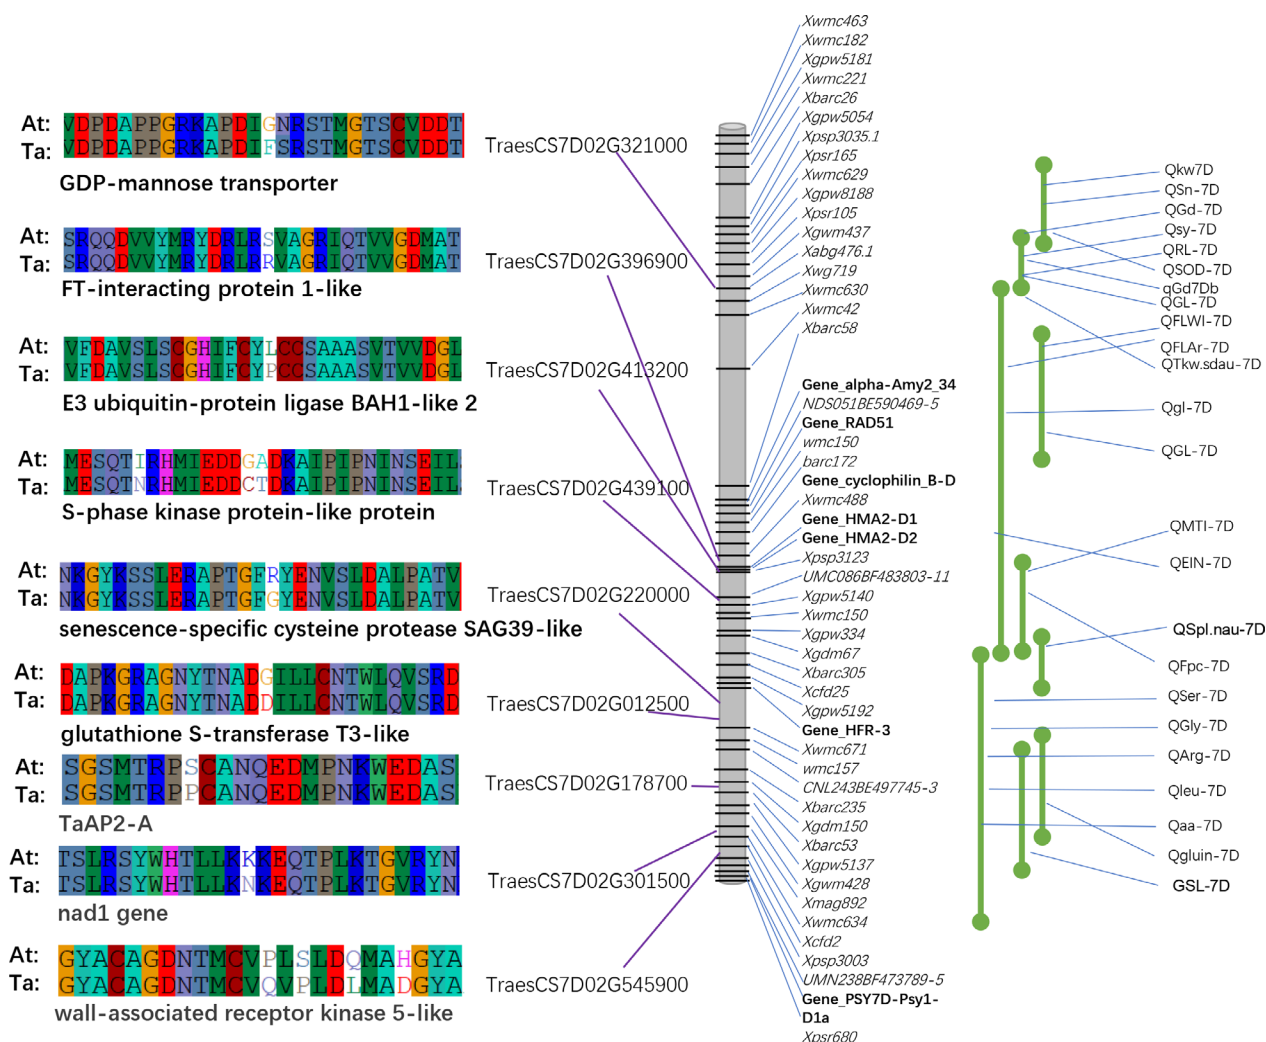 At: VDPDAPPGRKAPDIGNRSTMGTSCVDDT
Ta: VDPDAPPGRKAPDIFSRSTMGTSCVDDT
GDP-mannose transporter
At: SRQQDVVYMRYDRLRSVAGRIQTVVGDMAT
Ta: SRQQDVVYMRYDRLRRVAGRIQTVVGDMAT
FT-interacting protein 1-like
At: VFDAVSLSCGHIFCYLCCSAAASVTVVDGL
Ta: VFDAVSLSCGHIFCYPCCSAAASVTVVDGL
E3 ubiquitin-protein ligase BAH1-like 2
At: MESQTIRHMIEDDGADKAIPIPNINSEIL
Ta: MESQTNRHMIEDDCTDKAIPIPNINSEIL
S-phase kinase protein-like protein
At: NKGYKSSLERAPTGFRYENVSLDALPATV
Ta: NKGYKSSLERAPTGFGYENVSLDALPATV
senescence-specific cysteine protease SAG39-like
At: DAPKGRAGNYTNADGILLCNTWLQVSRD
Ta: DAPKGRAGNYTNADDILLCNTWLQVSRD
glutathione S-transferase T3-like
At: SGSMTRPSCANQEDMPNKWEDAS
Ta: SGSMTRPPCANQEDMPNKWEDAS
TaAP2-A
At: TSLRSYWHTLLKKKEQTPLKTGVRYN
Ta: TSLRSYWHTLLKNKEQTPLKTGVRYN
nad1 gene
At: GYACAGDNTMCVPLSLDQMAHGYA
Ta: GYACAGDNTMCVQVPLDLMADGYA
wall-associated receptor kinase 5-like
TraesCS7D02G321000
TraesCS7D02G396900
TraesCS7D02G413200
TraesCS7D02G439100
TraesCS7D02G220000
TraesCS7D02G012500
TraesCS7D02G178700
TraesCS7D02G301500
TraesCS7D02G545900
Xwmc463
Xwmc182
Xgpw5181
Xwmc221
Xbarc26
Xgpw5054
Xpsp3035.1
Xpsr165
Xwmc629
Xgpw8188
Xpsr105
Xgwm437
Xabg476.1
Xwg719
Xwmc630
Xwmc42
Xbarc58
Gene_alpha-Amy2_34
NDS051BE590469-5
Gene_RAD51
wmc150
barc172
Gene_cyclophilin_B-D
Xwmc488
Gene_HMA2-D1
Gene_HMA2-D2
Xpsp3123
UMC086BF483803-11
Xgpw5140
Xwmc150
Xgpw334
Xgdm67
Xbarc305
Xcfd25
Xgpw5192
Gene_HFR-3
Xwmc671
wmc157
CNL243BE497745-3
Xbarc235
Xgdm150
Xbarc53
Xgpw5137
Xgwm428
Xmag892
Xwmc634
Xcfd2
Xpsp3003
UMN238BF473789-5
Gene_PSY7D-Psy1-
D1a
Xpsr680
Qkw7D
QSn-7D
QGd-7D
Qsy-7D
QRL-7D
QSOD-7D
qGd7Db
QGL-7D
QFLWI-7D
QFLAr-7D
QTkw.sdau-7D
Qgl-7D
QGL-7D
QMTI-7D
QEIN-7D
QSpl.nau-7D
QFpc-7D
QSer-7D
QGly-7D
QArg-7D
Qleu-7D
Qaa-7D
Qgluin-7D
GSL-7D